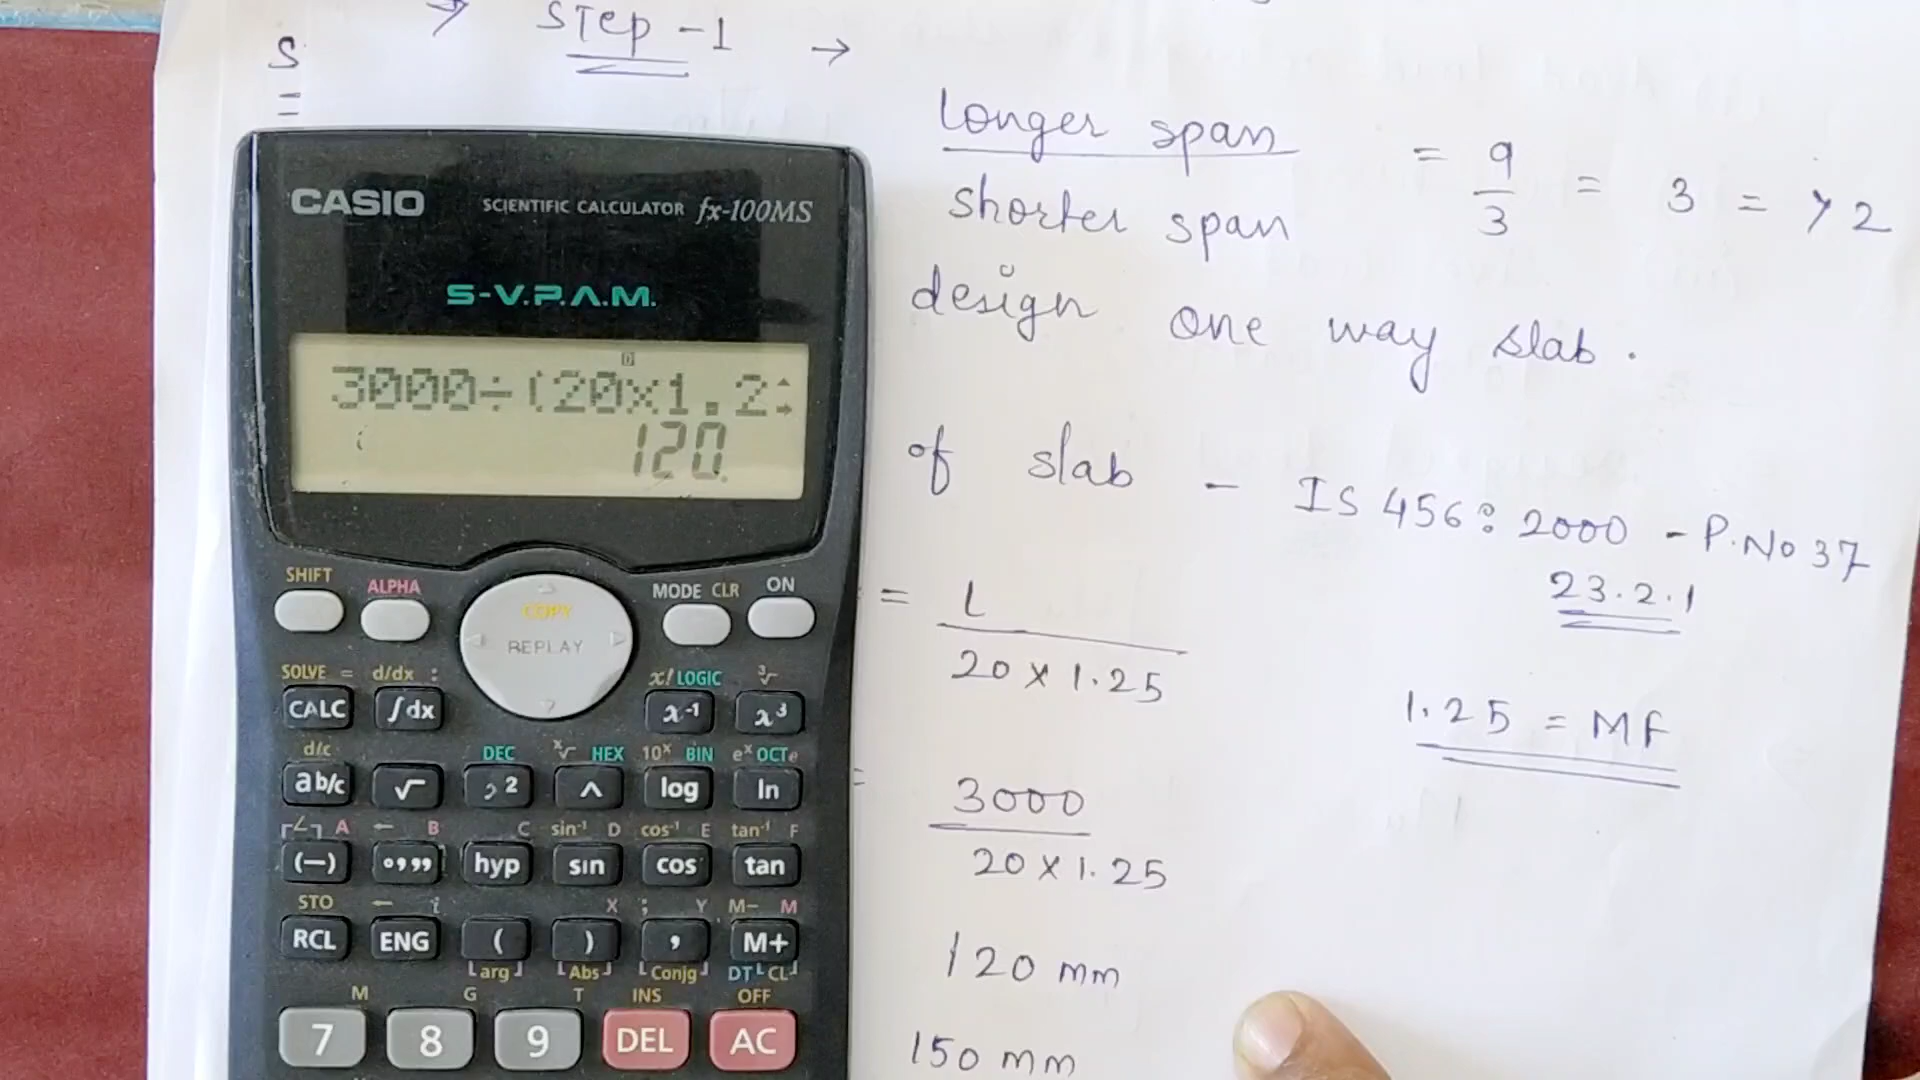 → Step - 1 →
S
Longer span = 9 = 3 = > 2
shorter span 3
design one way slab.
of slab - IS 456: 2000 - P.No 37
23.2.1
= L
20 x 1.25
1.25 = MF
= 3000
20 x 1.25
120 mm
150 mm
CASIO SCIENTIFIC CALCULATOR fx-100MS
S-V.P.A.M.
D
3000÷(20x1.2
120.
SHIFT ALPHA MODE CLR ON
COPY
REPLAY
SOLVE = d/dx : x! LOGIC ³√
CALC ∫dx x⁻¹ x³
d/c DEC ˣ√ HEX 10ˣ BIN eˣ OCT e
ab/c √ 2 ^ log ln
∠ A ← B C sin⁻¹ D cos⁻¹ E tan⁻¹ F
(—) °,,, hyp sin cos tan
STO ← i X ; Y M− M
RCL ENG ( ) , M+
arg Abs Conjg DT CL
M G T INS OFF
7 8 9 DEL AC